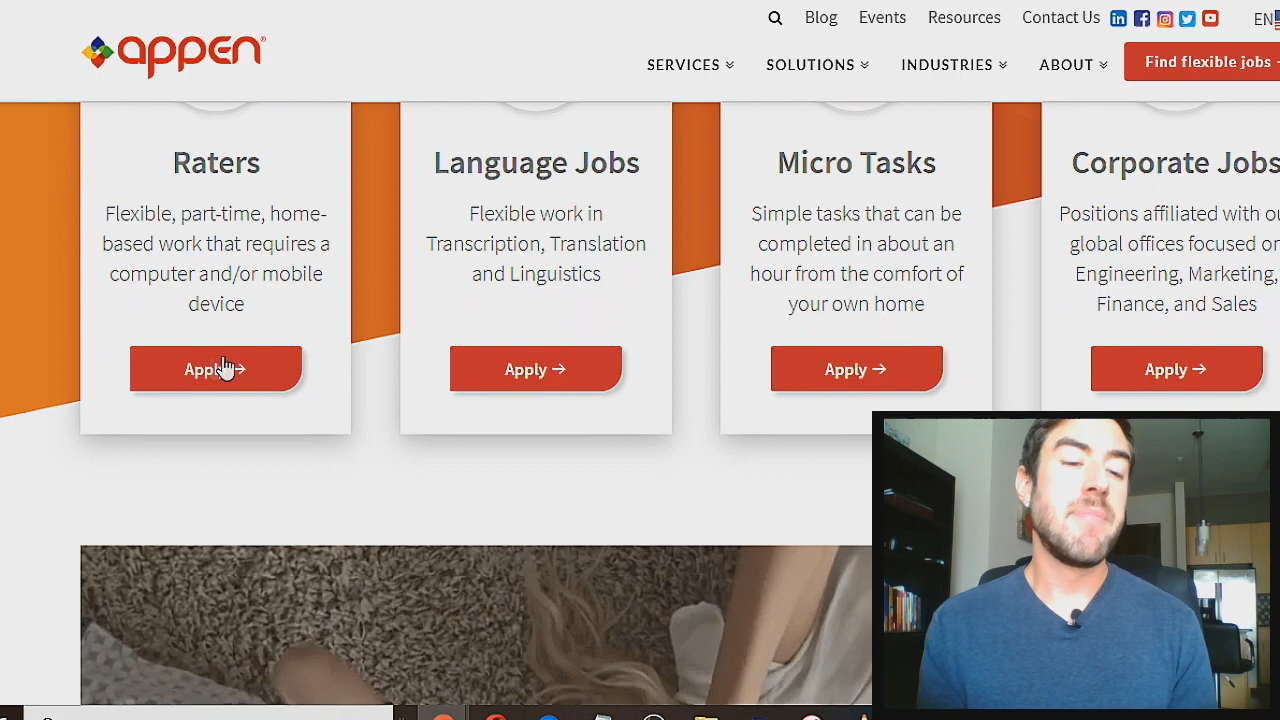 Blog Events Resources Contact Us EN
appen
SERVICES SOLUTIONS INDUSTRIES ABOUT Find flexible jobs
Raters
Flexible, part-time, home-
based work that requires a
computer and/or mobile
device
Apply →
Language Jobs
Flexible work in
Transcription, Translation
and Linguistics
Apply →
Micro Tasks
Simple tasks that can be
completed in about an
hour from the comfort of
your own home
Apply →
Corporate Jobs
Positions affiliated with ou
global offices focused on
Engineering, Marketing,
Finance, and Sales
Apply →